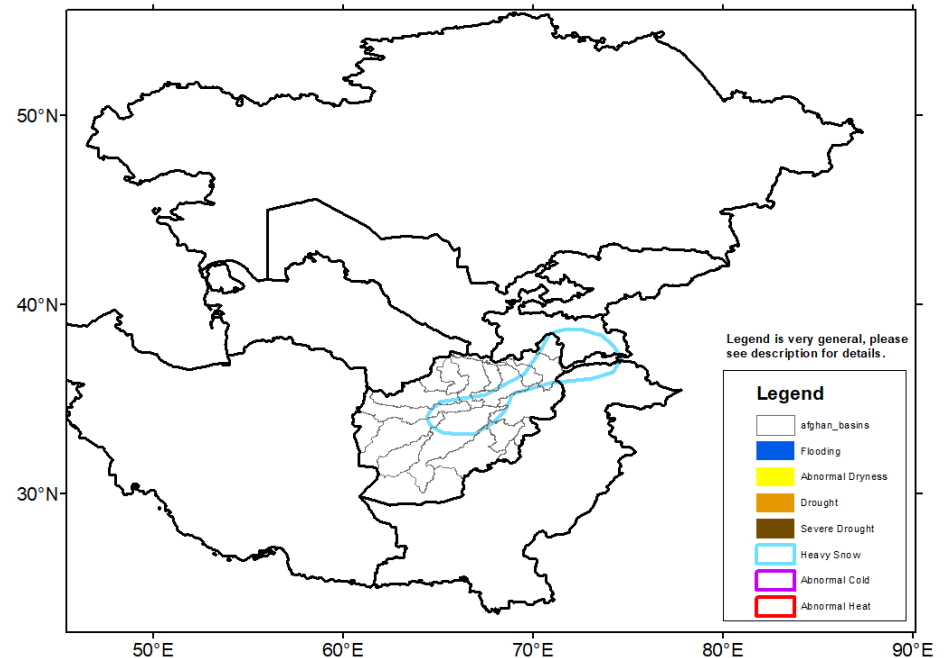 50°N
40°N
30°N
50°E
60°E
70°E
80°E
90°E
Legend is very general, please
see description for details.
Legend
afghan_basins
Flooding
Abnormal Dryness
Drought
Severe Drought
Heavy Snow
Abnormal Cold
Abnormal Heat